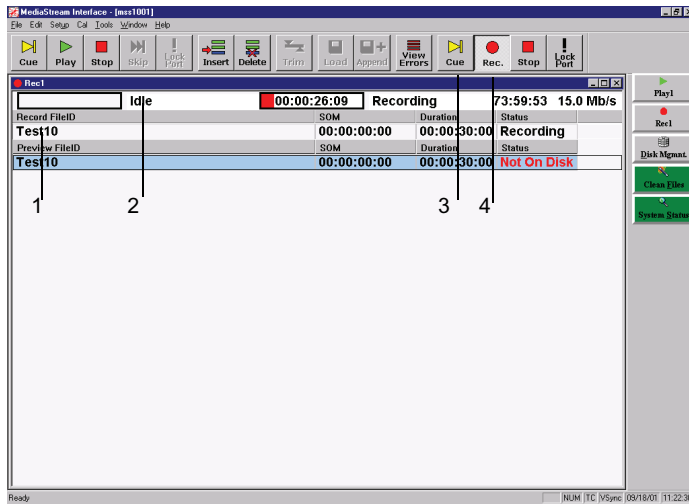 MediaStream Interface - [mss1001]
File Edit Setup Cal Tools Window Help
Cue Play Stop Skip Lock Port Insert Delete Trim Load Append View Errors Cue Rec. Stop Lock Port
Rec1
Idle 00:00:26:09 Recording 73:59:53 15.0 Mb/s
Record FileID SOM Duration Status
Test10 00:00:00:00 00:00:30:00 Recording
Preview FileID SOM Duration Status
Test10 00:00:00:00 00:00:30:00 Not On Disk
1 2 3 4
Play1
Rec1
Disk Mgmnt.
Clean Files
System Status
Ready NUM TC VSync 09/18/01